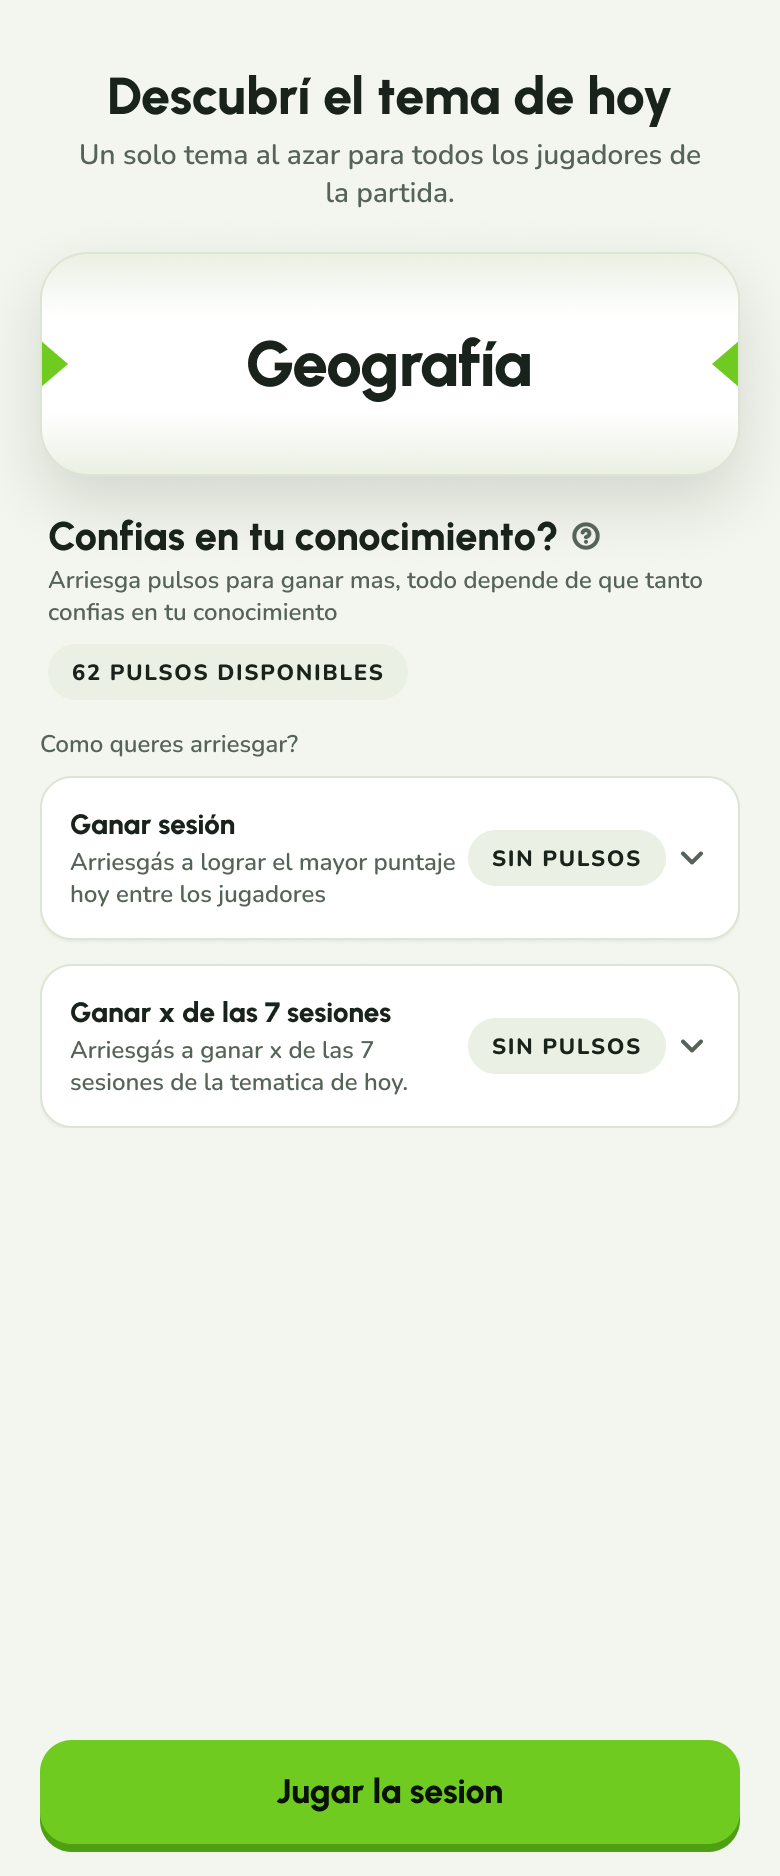 Descubrí el tema de hoy
Un solo tema al azar para todos los jugadores de
la partida.
Geografía
Confias en tu conocimiento?
Arriesga pulsos para ganar mas, todo depende de que tanto
confias en tu conocimiento
62 PULSOS DISPONIBLES
Como queres arriesgar?
Ganar sesión
Arriesgás a lograr el mayor puntaje
hoy entre los jugadores
SIN PULSOS
Ganar x de las 7 sesiones
Arriesgás a ganar x de las 7
sesiones de la tematica de hoy.
SIN PULSOS
Jugar la sesion